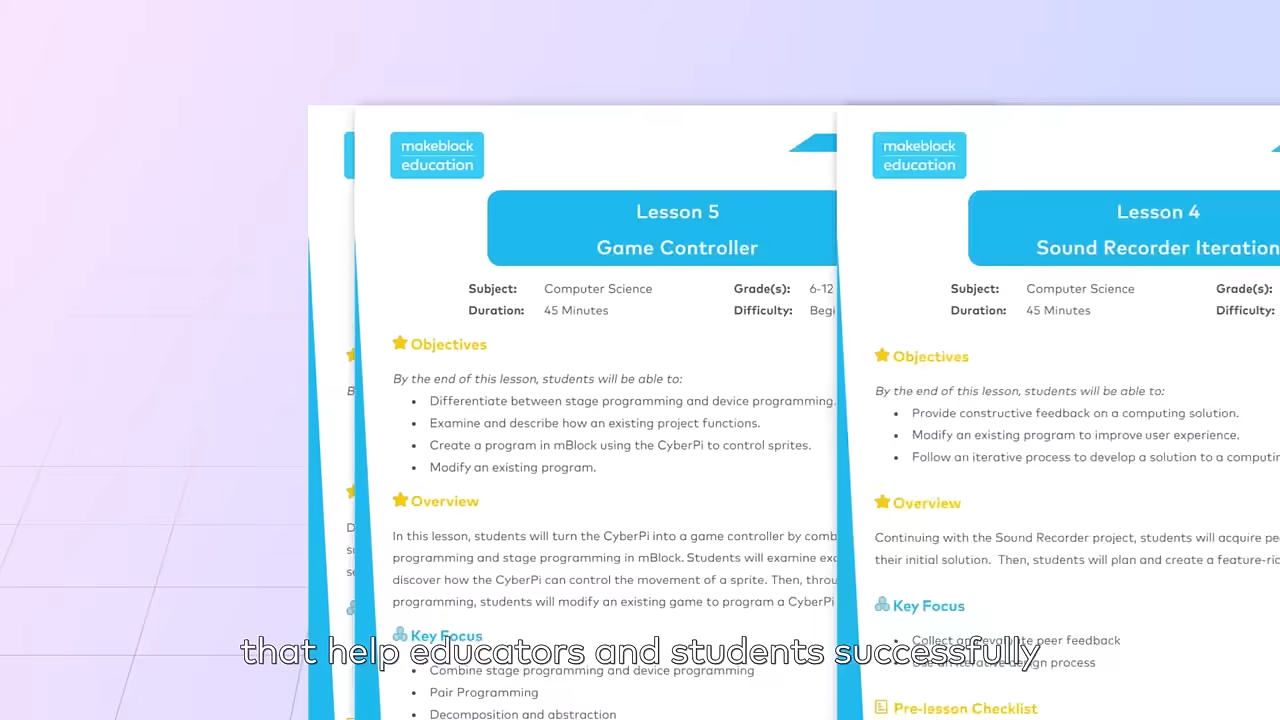 makeblock
education
Lesson 5
Game Controller
Subject: Computer Science Grade(s): 6-12
Duration: 45 Minutes Difficulty:
Objectives
By the end of this lesson, students will be able to:
• Differentiate between stage programming and device programming.
• Examine and describe how an existing project functions.
• Create a program in mBlock using the CyberPi to control sprites.
• Modify an existing program.
Overview
In this lesson, students will turn the CyberPi into a game controller by
programming and stage programming in mBlock. Students will examine
discover how the CyberPi can control the movement of a sprite. Then,
programming, students will modify an existing game to program a CyberPi
Key Focus
• Combine stage programming and device programming
• Pair Programming
• Decomposition and abstraction
makeblock
education
Lesson 4
Sound Recorder Iteration
Subject: Computer Science Grade(s):
Duration: 45 Minutes Difficulty:
Objectives
By the end of this lesson, students will be able to:
• Provide constructive feedback on a computing solution.
• Modify an existing program to improve user experience.
• Follow an iterative process to develop a solution to a
Overview
Continuing with the Sound Recorder project, students will acquire
their initial solution. Then, students will plan and create a
Key Focus
• Collect and evaluate peer feedback
• Use an iterative design process
Pre-lesson Checklist
that help educators and students successfully